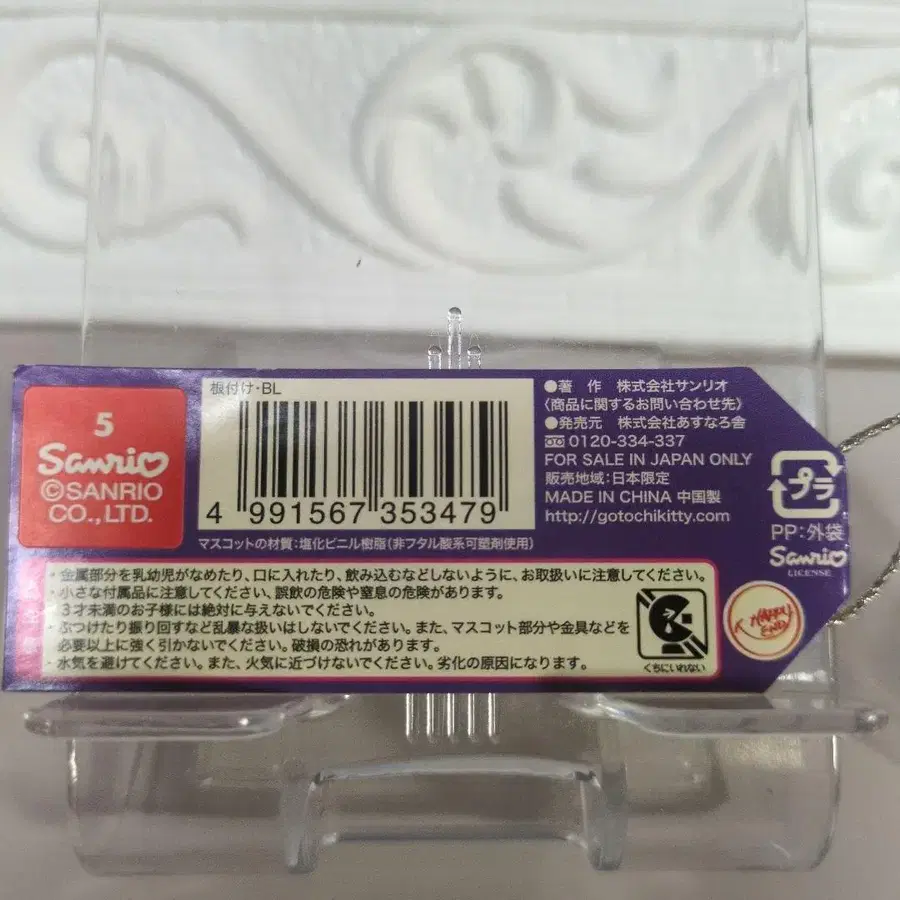 5
Sanrio
©SANRIO
CO.,LTD.
根付け・BL
4 991567 353479
マスコットの材質:塩化ビニル樹脂(非フタル酸系可塑剤使用)
●著 作 株式会社サンリオ
〈商品に関するお問い合わせ先〉
●発売元 株式会社あすなろ舎
0120-334-337
FOR SALE IN JAPAN ONLY
販売地域:日本限定
MADE IN CHINA 中国製
http://gotochikitty.com
プラ
PP:外袋
Sanrio
LICENSE
・金属部分を乳幼児がなめたり、口に入れたり、飲み込むなどしないように、お取扱いに注意してください。
・小さな付属品に注意してください、誤飲の危険や窒息の危険があります。
3才未満のお子様には絶対に与えないでください。
・ぶつけたり振り回すなど乱暴な扱いはしないでください。また、マスコット部分や金具などを
必要以上に強く引かないでください。破損の恐れがあります。
・水気を避けてください。また、火気に近づけないでください。劣化の原因になります。
くちにいれない
HAPPY
END